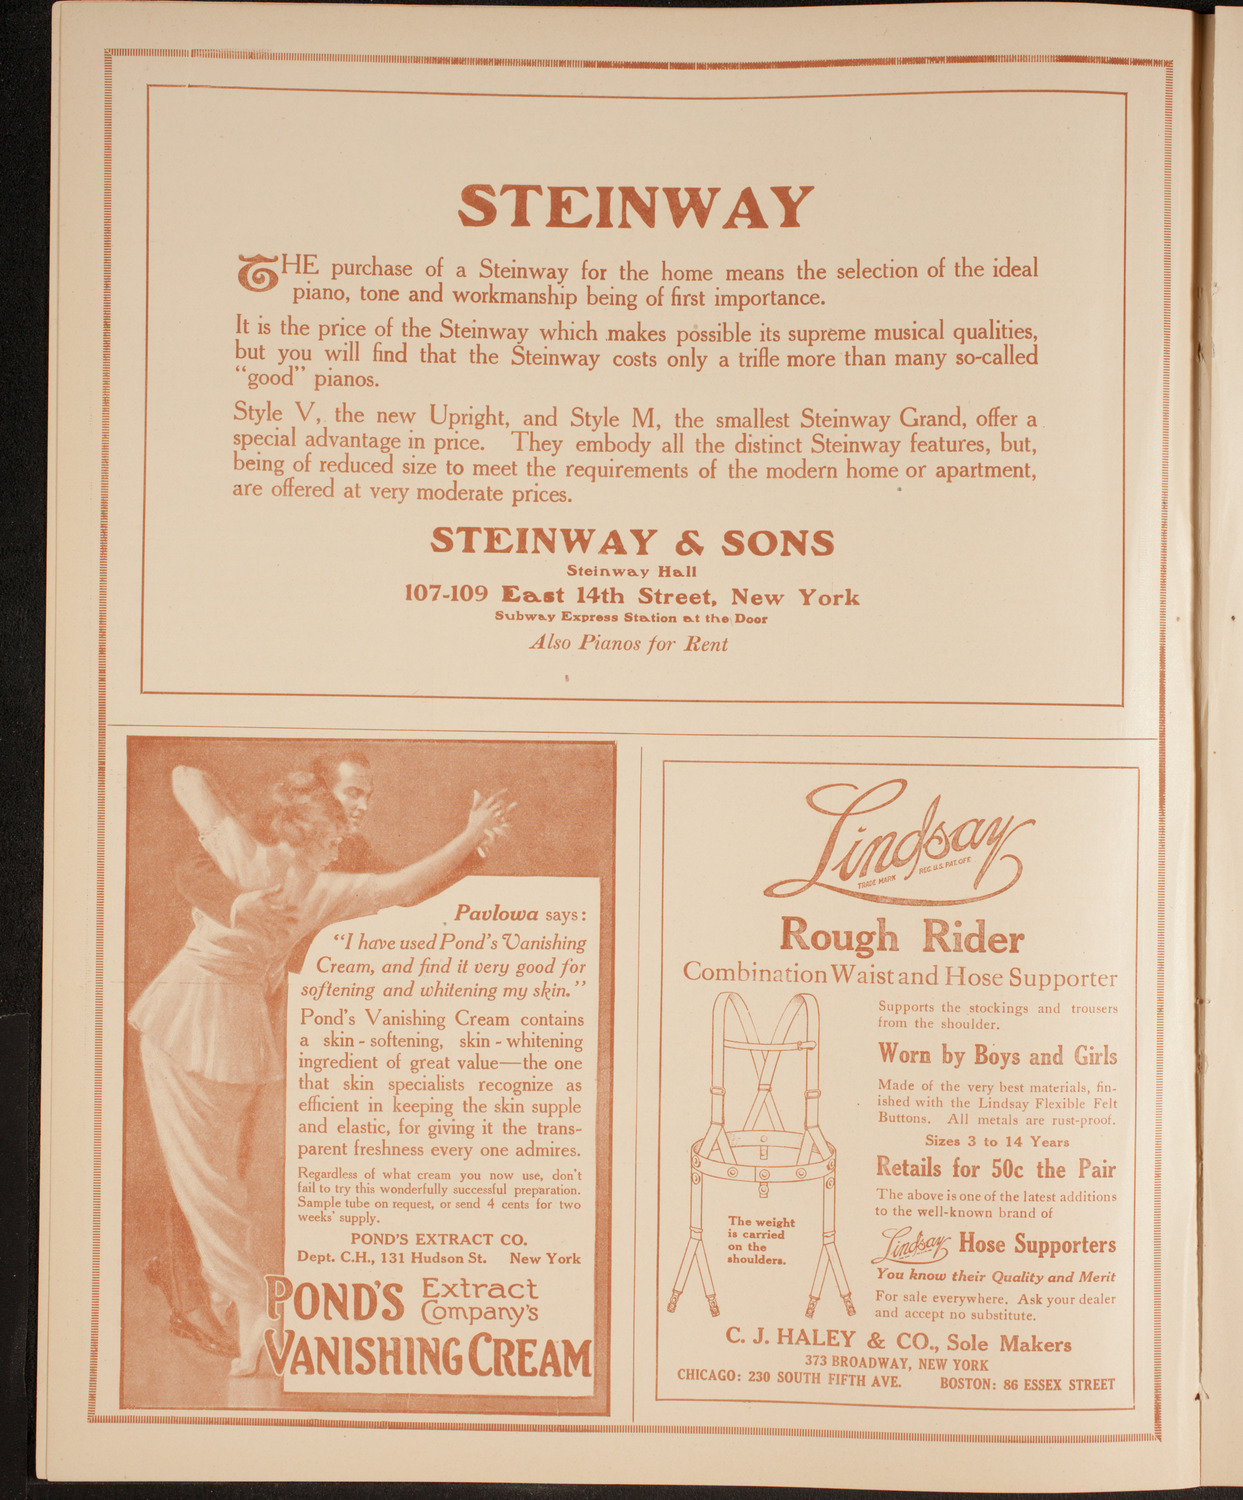 STEINWAY
THE purchase of a Steinway for the home means the selection of the ideal
piano, tone and workmanship being of first importance.
It is the price of the Steinway which makes possible its supreme musical qualities,
but you will find that the Steinway costs only a trifle more than many so-called
“good” pianos.
Style V, the new Upright, and Style M, the smallest Steinway Grand, offer a
special advantage in price. They embody all the distinct Steinway features, but,
being of reduced size to meet the requirements of the modern home or apartment,
are offered at very moderate prices.
STEINWAY & SONS
Steinway Hall
107-109 East 14th Street, New York
Subway Express Station at the Door
Also Pianos for Rent
Pavlowa says:
“I have used Pond's Vanishing
Cream, and find it very good for
softening and whitening my skin.”
Pond's Vanishing Cream contains
a skin-softening, skin-whitening
ingredient of great value—the one
that skin specialists recognize as
efficient in keeping the skin supple
and elastic, for giving it the trans-
parent freshness every one admires.
Regardless of what cream you now use, don't
fail to try this wonderfully successful preparation.
Sample tube on request, or send 4 cents for two
weeks' supply.
POND'S EXTRACT CO.
Dept. C.H., 131 Hudson St. New York
POND'S Extract
Company's
VANISHING CREAM
Lindsay
TRADE MARK REG. U.S. PAT. OFF.
Rough Rider
Combination Waist and Hose Supporter
Supports the stockings and trousers
from the shoulder.
Worn by Boys and Girls
Made of the very best materials, fin-
ished with the Lindsay Flexible Felt
Buttons. All metals are rust-proof.
Sizes 3 to 14 Years
Retails for 50c the Pair
The above is one of the latest additions
to the well-known brand of
Lindsay Hose Supporters
You know their Quality and Merit
For sale everywhere. Ask your dealer
and accept no substitute.
The weight
is carried
on the
shoulders.
C. J. HALEY & CO., Sole Makers
373 BROADWAY, NEW YORK
CHICAGO: 230 SOUTH FIFTH AVE. BOSTON: 86 ESSEX STREET